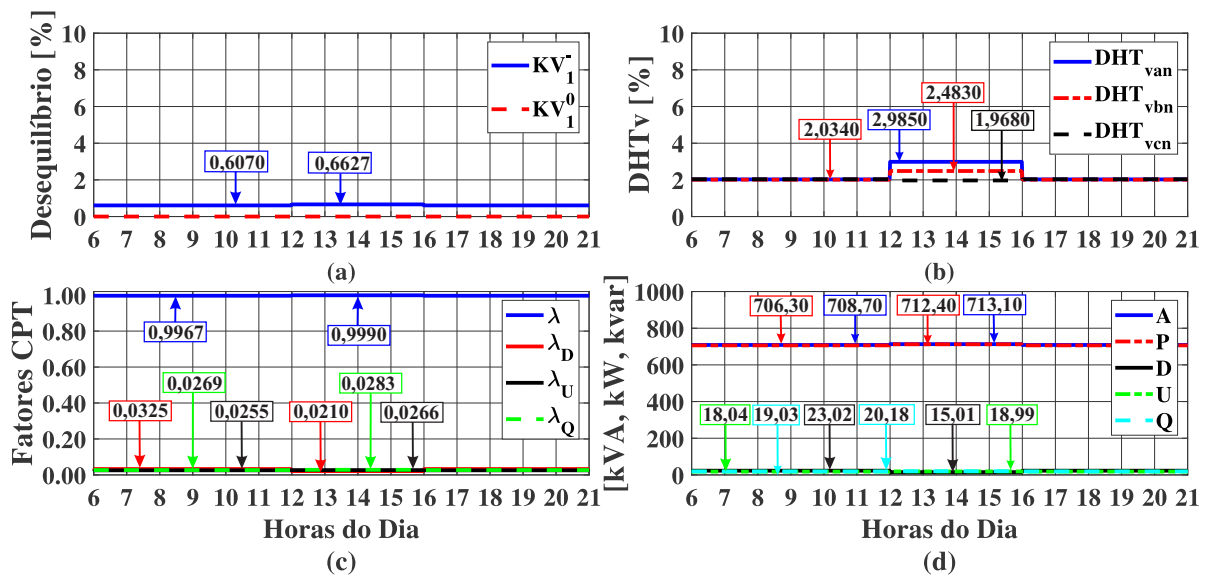 Desequilíbrio [%]
10
8
6
4
2
0
KV₁⁻
KV₁⁰
0,6070
0,6627
6 7 8 9 10 11 12 13 14 15 16 17 18 19 20 21
(a)
DHTv [%]
10
8
6
4
2
0
DHT_van
DHT_vbn
DHT_vcn
2,4830
2,0340
2,9850
1,9680
6 7 8 9 10 11 12 13 14 15 16 17 18 19 20 21
(b)
Fatores CPT
1.00
0.80
0.60
0.40
0.20
0.00
λ
λ_D
λ_U
λ_Q
0,9967
0,9990
0,0269
0,0283
0,0325
0,0255
0,0210
0,0266
6 7 8 9 10 11 12 13 14 15 16 17 18 19 20 21
Horas do Dia
(c)
[kVA, kW, kvar]
1000
800
600
400
200
0
A
P
D
U
Q
706,30
708,70
712,40
713,10
18,04
19,03
23,02
20,18
15,01
18,99
6 7 8 9 10 11 12 13 14 15 16 17 18 19 20 21
Horas do Dia
(d)